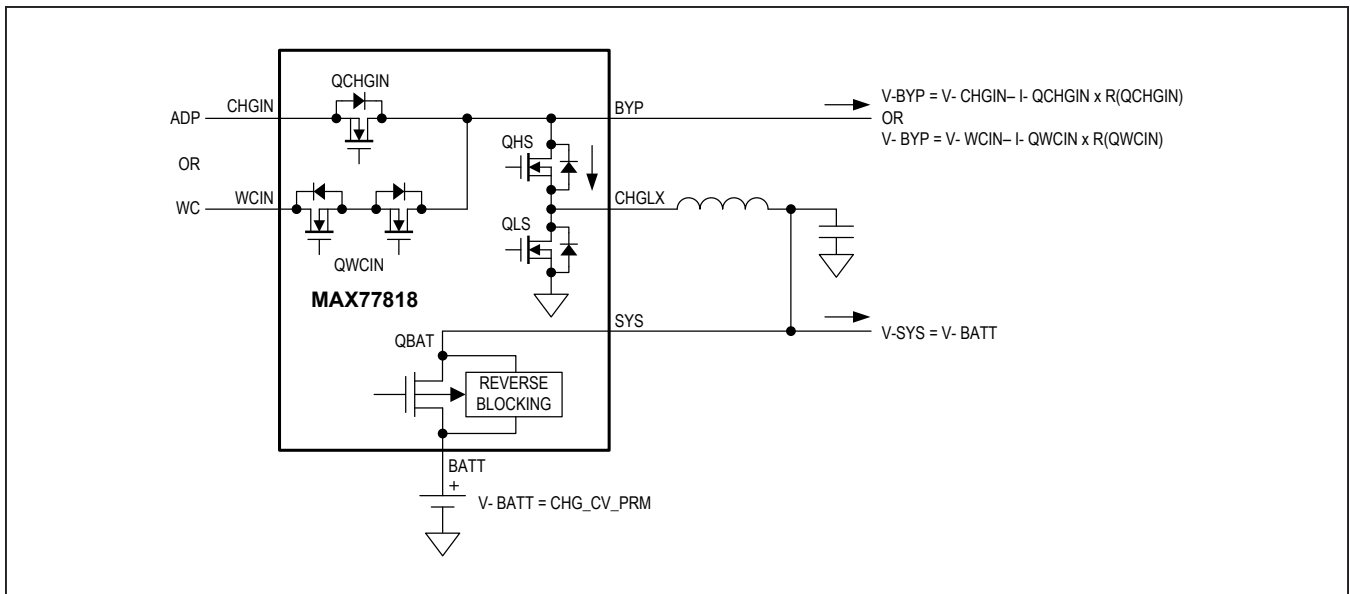 QCHGIN
CHGIN
BYP
V-BYP = V- CHGIN– I- QCHGIN x R(QCHGIN)
ADP
OR
V- BYP = V- WCIN– I- QWCIN x R(QWCIN)
QHS
OR
WCIN
CHGLX
WC
QLS
QWCIN
MAX77818
SYS
V-SYS = V- BATT
QBAT
REVERSE
BLOCKING
BATT
+
V- BATT = CHG_CV_PRM